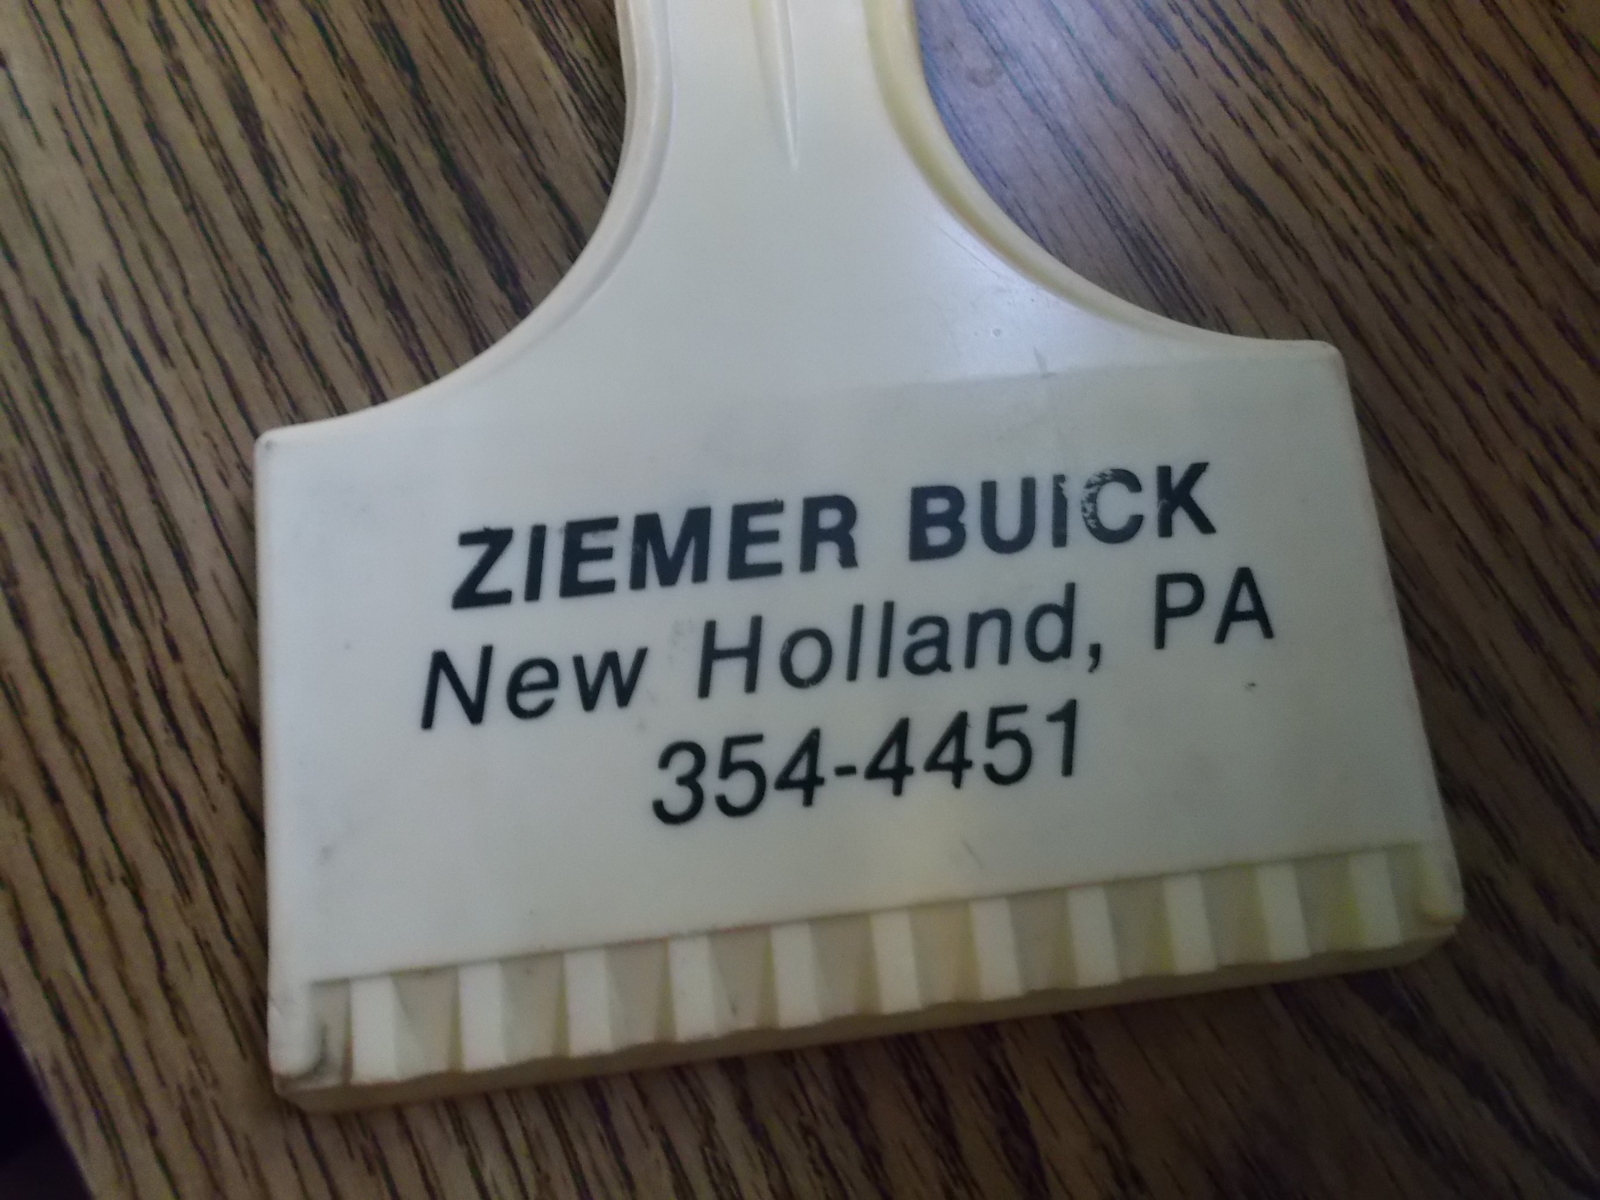 ZIEMER BUICK
New Holland, PA
354-4451